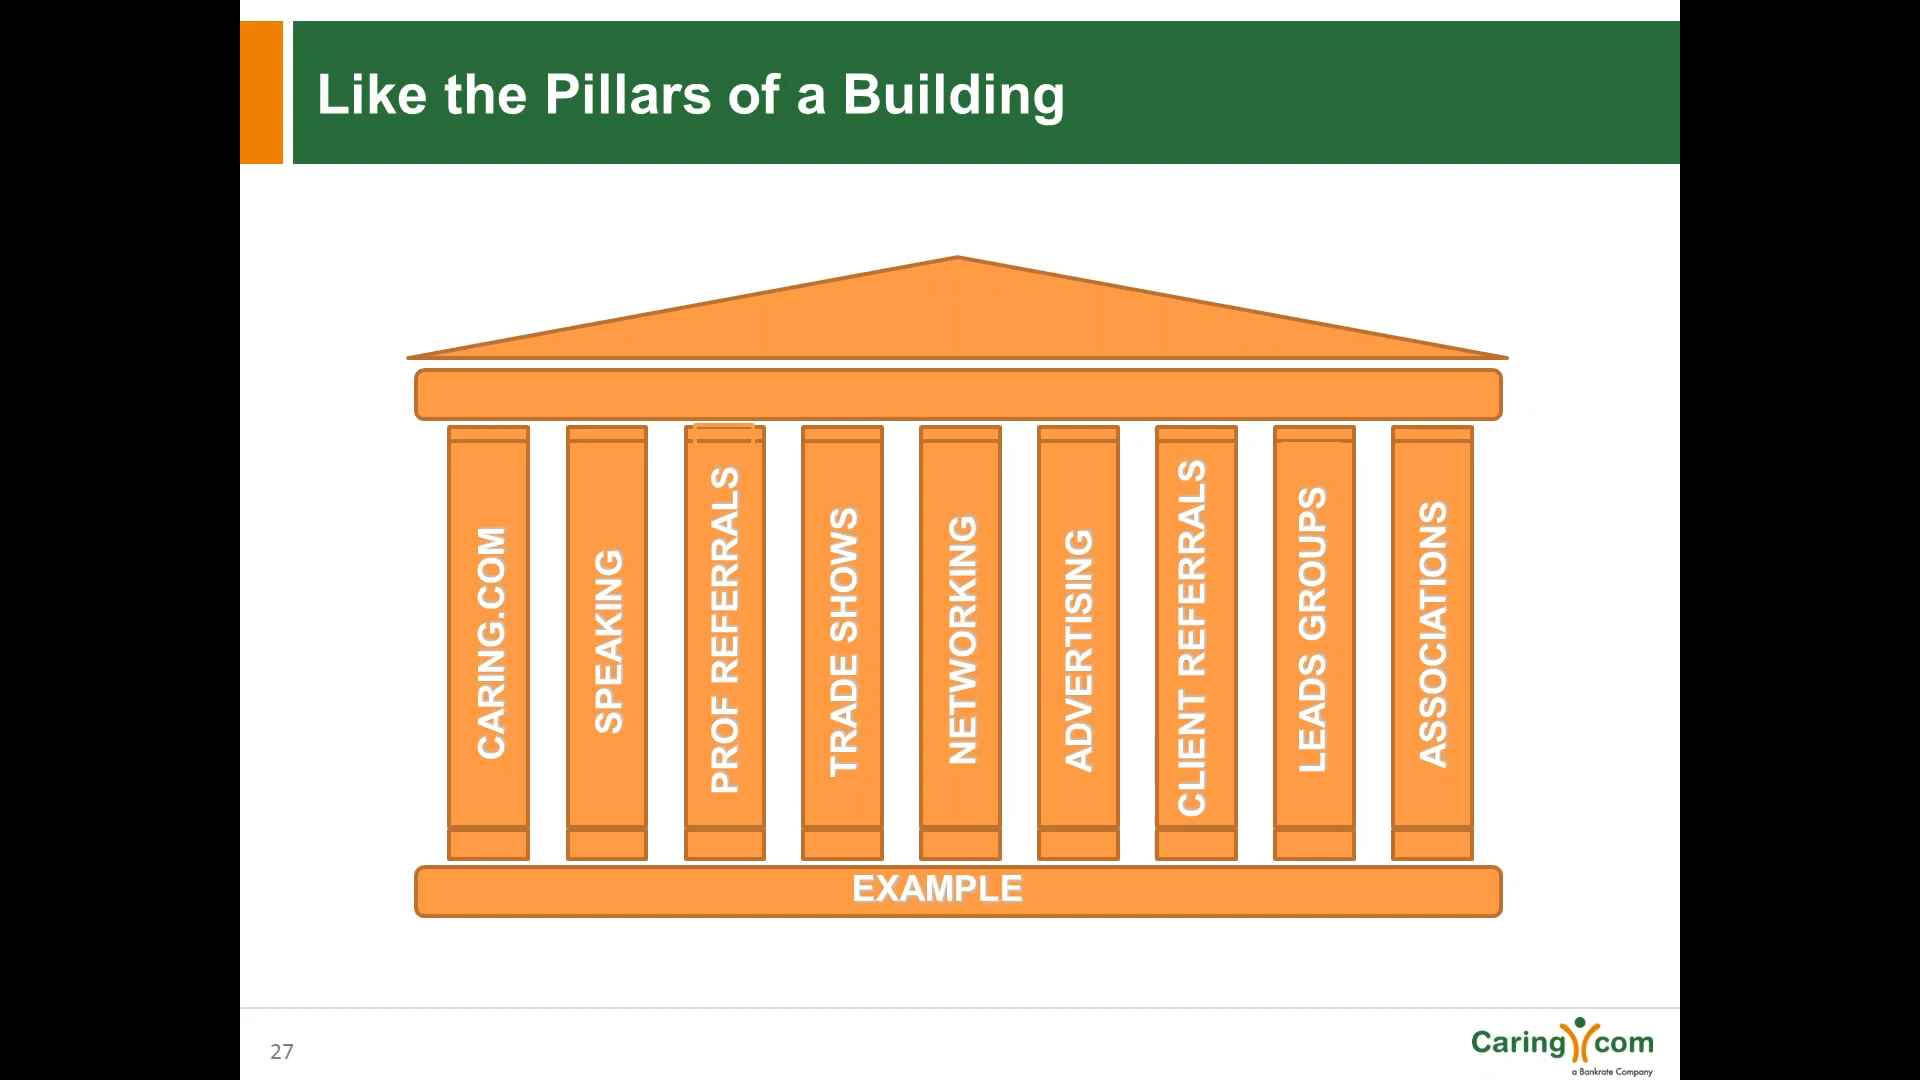 Like the Pillars of a Building
CARING.COM
SPEAKING
PROF REFERRALS
TRADE SHOWS
NETWORKING
ADVERTISING
CLIENT REFERRALS
LEADS GROUPS
ASSOCIATIONS
EXAMPLE
27
Caring com
a Bankrate Company